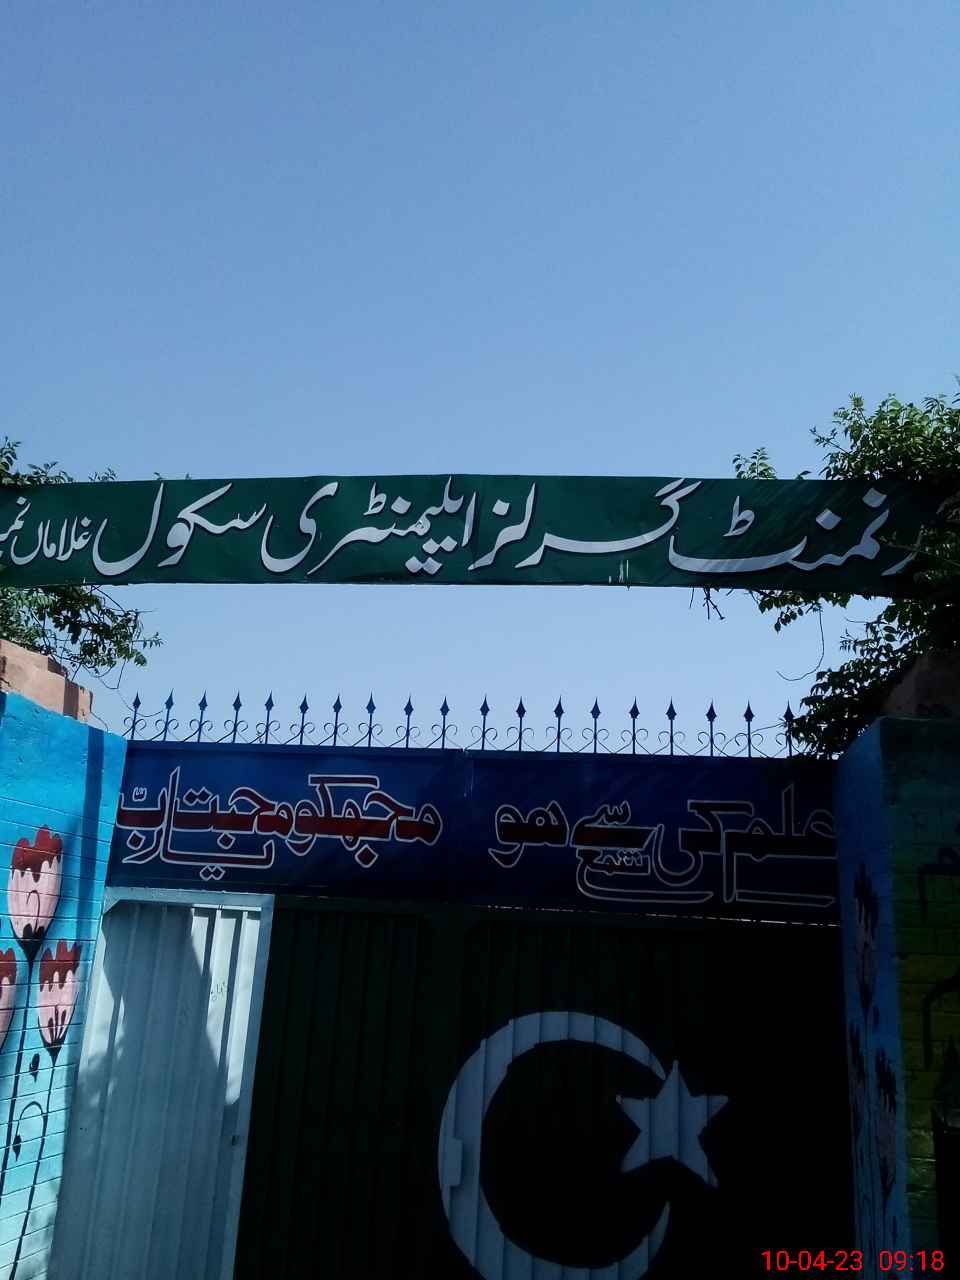 رنمنٹ گرلز ایلیمنٹری سکول غلاماں
علم کی شمع سے ہو مجھکو محبت یارب
10-04-23 09:18